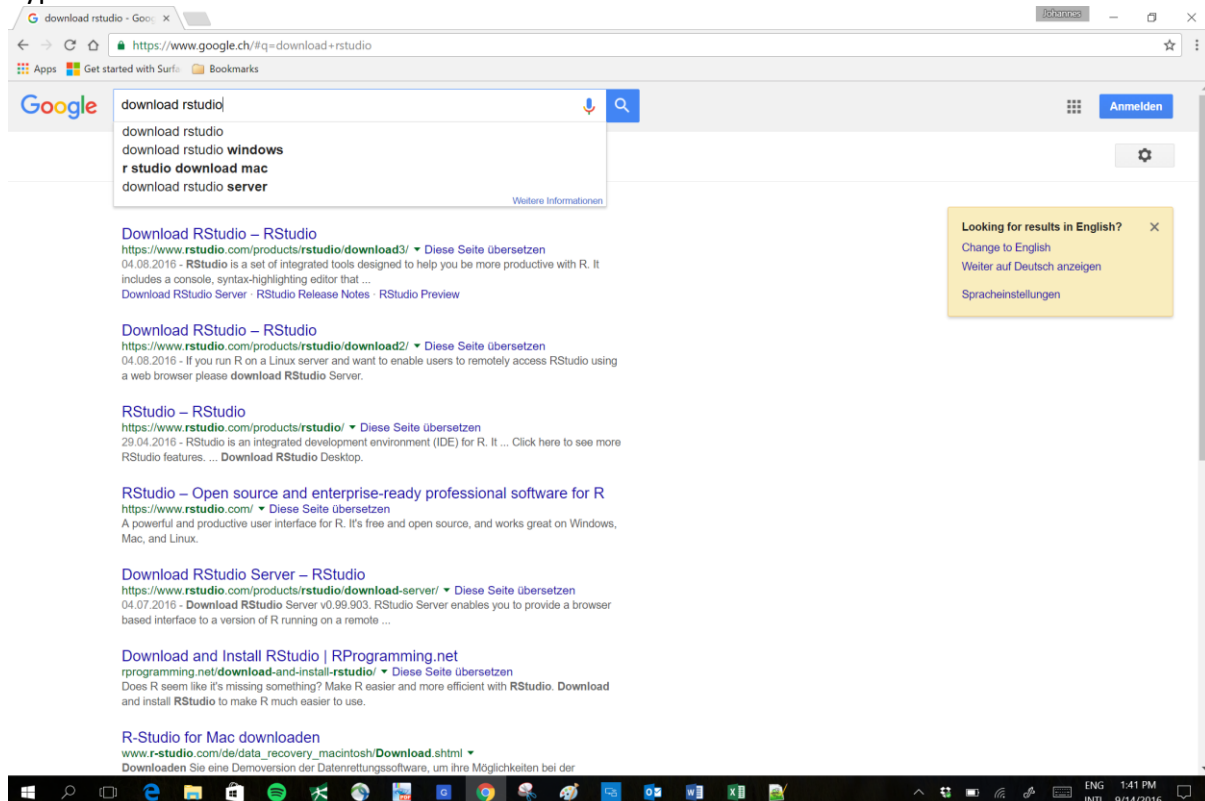 G download rstudio - Goo
Johannes
https://www.google.ch/#q=download+rstudio
Apps Get started with Surfa Bookmarks
Google download rstudio Anmelden
download rstudio
download rstudio windows
r studio download mac
download rstudio server
Weitere Informationen
Looking for results in English?
Change to English
Weiter auf Deutsch anzeigen
Spracheinstellungen
Download RStudio – RStudio
https://www.rstudio.com/products/rstudio/download3/ ▾ Diese Seite übersetzen
04.08.2016 - RStudio is a set of integrated tools designed to help you be more productive with R. It
includes a console, syntax-highlighting editor that ...
Download RStudio Server · RStudio Release Notes · RStudio Preview
Download RStudio – RStudio
https://www.rstudio.com/products/rstudio/download2/ ▾ Diese Seite übersetzen
04.08.2016 - If you run R on a Linux server and want to enable users to remotely access RStudio using
a web browser please download RStudio Server.
RStudio – RStudio
https://www.rstudio.com/products/rstudio/ ▾ Diese Seite übersetzen
29.04.2016 - RStudio is an integrated development environment (IDE) for R. It ... Click here to see more
RStudio features. ... Download RStudio Desktop.
RStudio – Open source and enterprise-ready professional software for R
https://www.rstudio.com/ ▾ Diese Seite übersetzen
A powerful and productive user interface for R. It's free and open source, and works great on Windows,
Mac, and Linux.
Download RStudio Server – RStudio
https://www.rstudio.com/products/rstudio/download-server/ ▾ Diese Seite übersetzen
04.07.2016 - Download RStudio Server v0.99.903. RStudio Server enables you to provide a browser
based interface to a version of R running on a remote ...
Download and Install RStudio | RProgramming.net
rprogramming.net/download-and-install-rstudio/ ▾ Diese Seite übersetzen
Does R seem like it's missing something? Make R easier and more efficient with RStudio. Download
and install RStudio to make R much easier to use.
R-Studio for Mac downloaden
www.r-studio.com/de/data_recovery_macintosh/Download.shtml ▾
Downloaden Sie eine Demoversion der Datenrettungssoftware, um ihre Möglichkeiten bei der
ENG 1:41 PM
INTL 9/14/2016